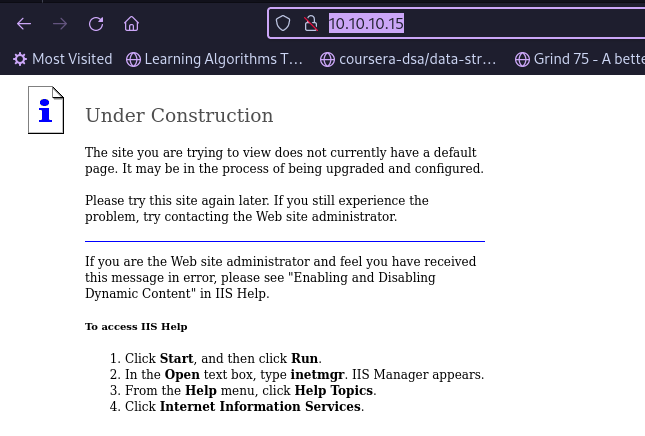 10.10.10.15
Most Visited Learning Algorithms T... coursera-dsa/data-str... Grind 75 - A bette
Under Construction
The site you are trying to view does not currently have a default
page. It may be in the process of being upgraded and configured.
Please try this site again later. If you still experience the
problem, try contacting the Web site administrator.
If you are the Web site administrator and feel you have received
this message in error, please see "Enabling and Disabling
Dynamic Content" in IIS Help.
To access IIS Help
1. Click Start, and then click Run.
2. In the Open text box, type inetmgr. IIS Manager appears.
3. From the Help menu, click Help Topics.
4. Click Internet Information Services.